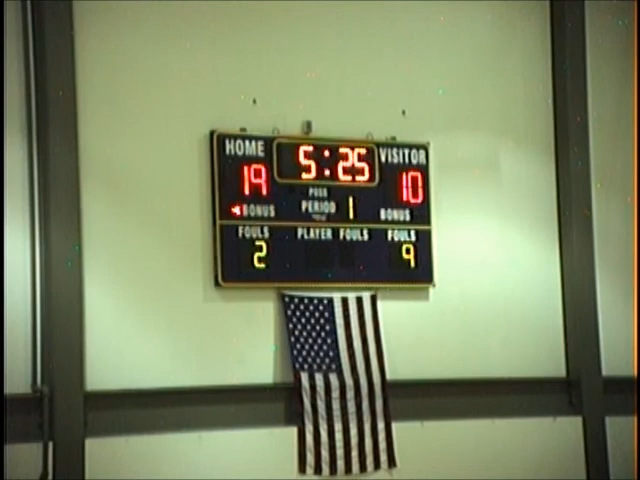 HOME 5:25 VISITOR
19 POSS 10
BONUS PERIOD 1 BONUS
FOULS PLAYER FOULS FOULS
2 9